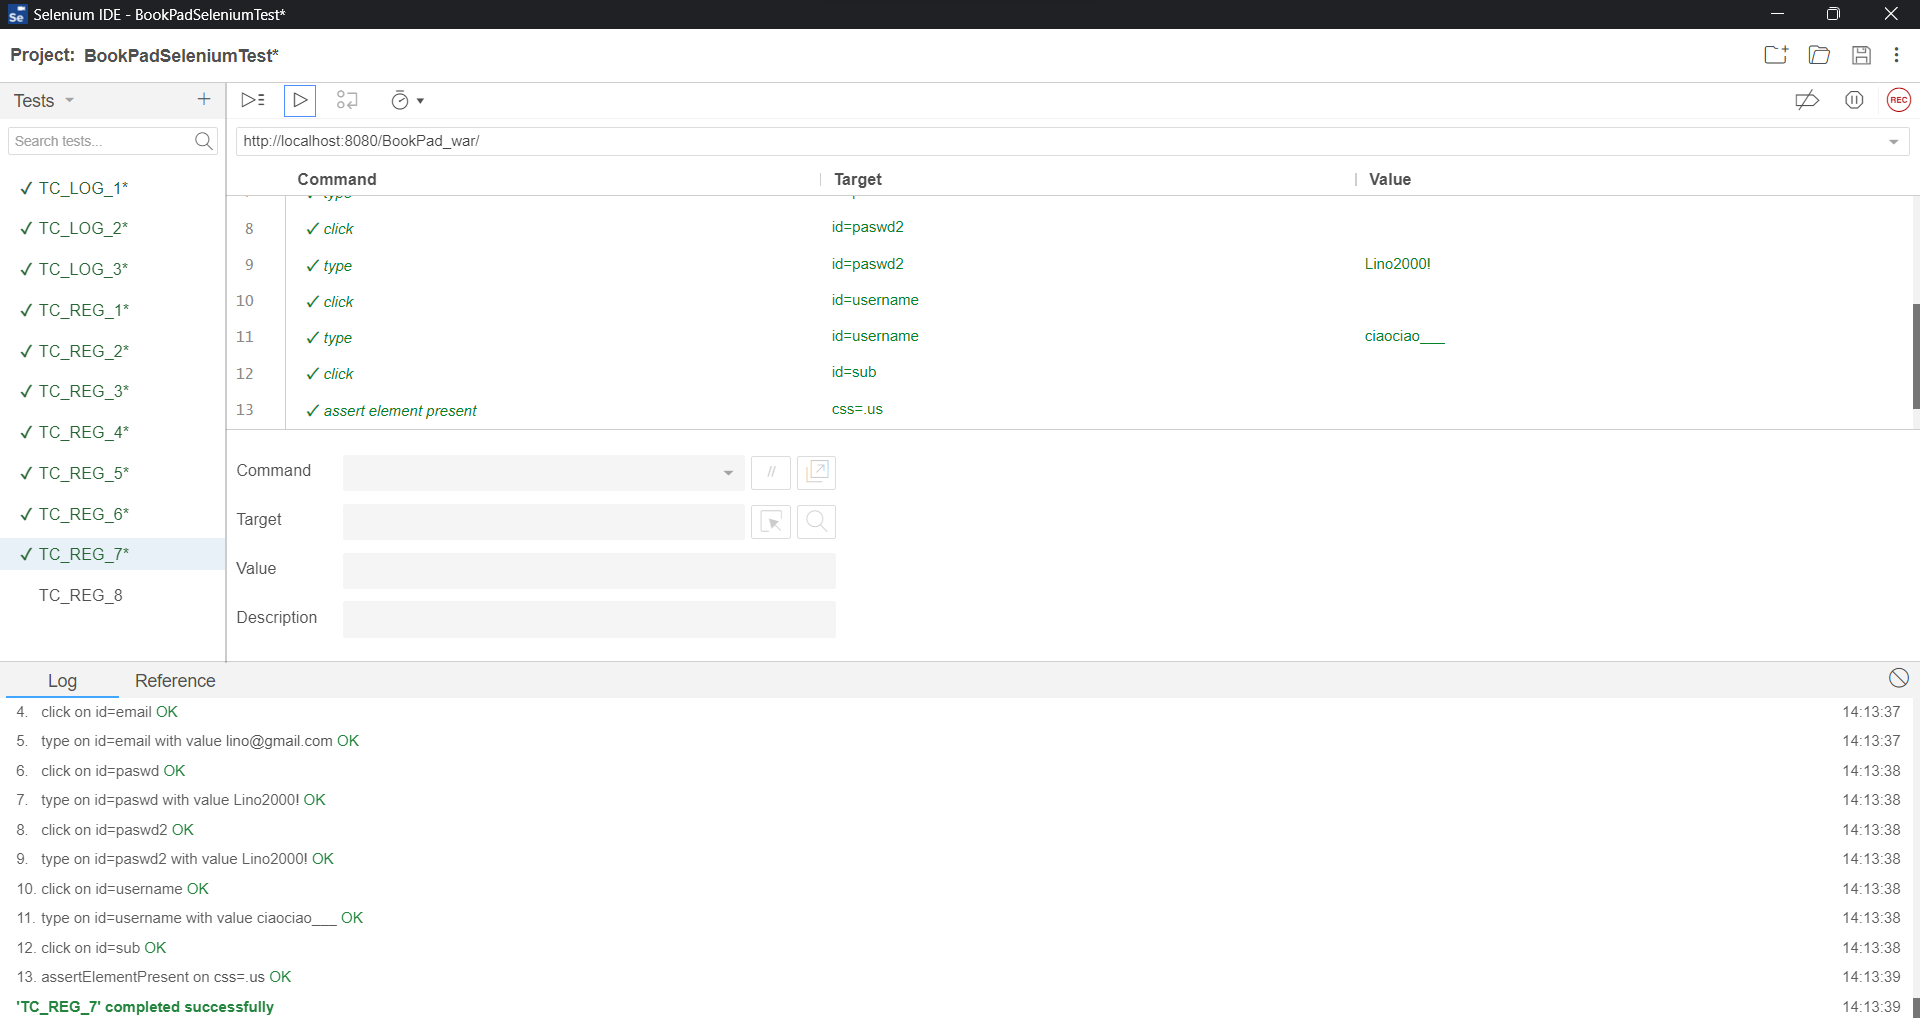 Selenium IDE - BookPadSeleniumTest*
Project: BookPadSeleniumTest*
Tests
REC
Search tests...
http://localhost:8080/BookPad_war/
Command Target Value
TC_LOG_1*
TC_LOG_2*
TC_LOG_3*
TC_REG_1*
TC_REG_2*
TC_REG_3*
TC_REG_4*
TC_REG_5*
TC_REG_6*
TC_REG_7*
TC_REG_8
type
8 click id=paswd2
9 type id=paswd2 Lino2000!
10 click id=username
11 type id=username ciaociao___
12 click id=sub
13 assert element present css=.us
Command //
Target
Value
Description
Log Reference
4. click on id=email OK 14:13:37
5. type on id=email with value lino@gmail.com OK 14:13:37
6. click on id=paswd OK 14:13:38
7. type on id=paswd with value Lino2000! OK 14:13:38
8. click on id=paswd2 OK 14:13:38
9. type on id=paswd2 with value Lino2000! OK 14:13:38
10. click on id=username OK 14:13:38
11. type on id=username with value ciaociao___ OK 14:13:38
12. click on id=sub OK 14:13:38
13. assertElementPresent on css=.us OK 14:13:39
'TC_REG_7' completed successfully 14:13:39